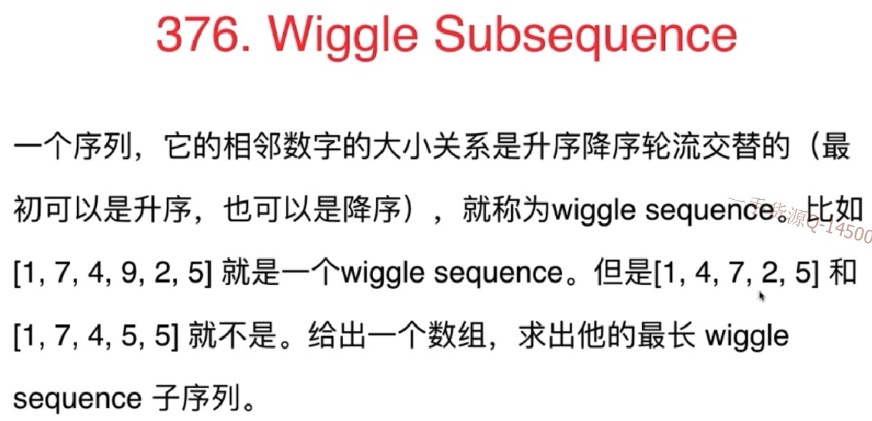 376. Wiggle Subsequence
一个序列，它的相邻数字的大小关系是升序降序轮流交替的（最
初可以是升序，也可以是降序），就称为wiggle sequence。比如
[1, 7, 4, 9, 2, 5] 就是一个wiggle sequence。但是[1, 4, 7, 2, 5] 和
[1, 7, 4, 5, 5] 就不是。给出一个数组，求出他的最长 wiggle
sequence 子序列。
货源Q-14500